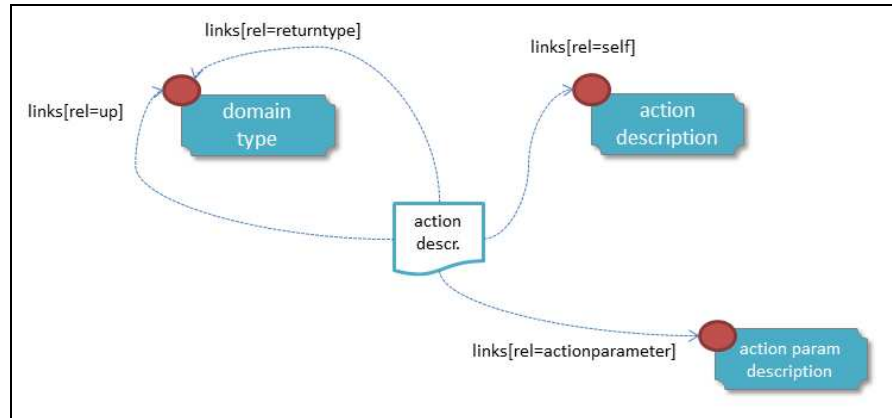 links[rel=returntype]
links[rel=self]
links[rel=up]
domain
type
action
description
action
descr.
links[rel=actionparameter]
action param
description